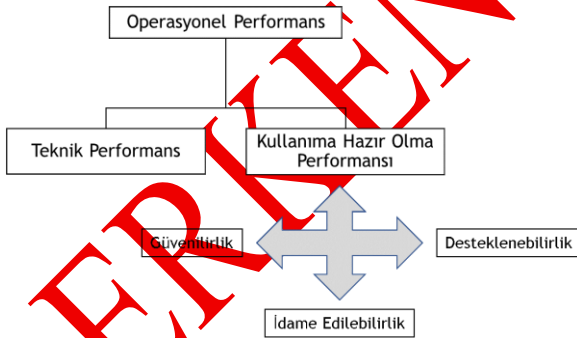 Operasyonel Performans
Teknik Performans
Kullanıma Hazır Olma
Performansı
Güvenilirlik
Desteklenebilirlik
İdame Edilebilirlik
ERKEN